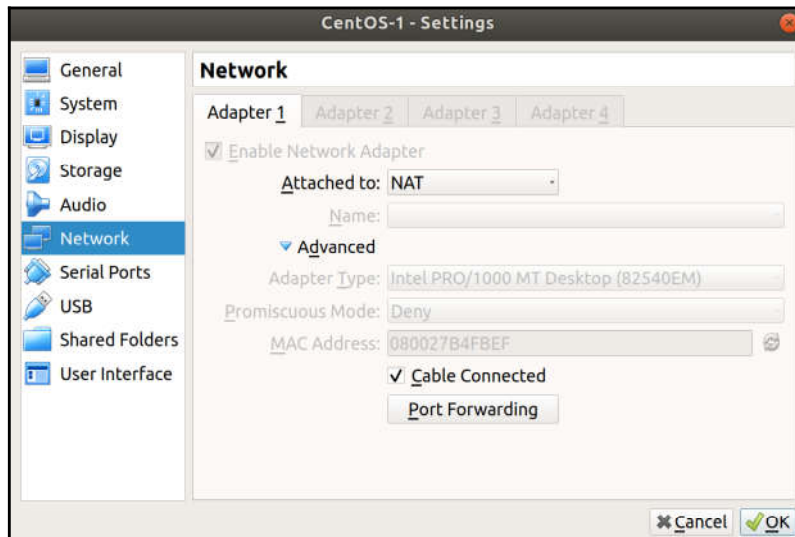 CentOS-1 - Settings
General
System
Display
Storage
Audio
Network
Serial Ports
USB
Shared Folders
User Interface
Network
Adapter 1 Adapter 2 Adapter 3 Adapter 4
Enable Network Adapter
Attached to: NAT
Name:
Advanced
Adapter Type: Intel PRO/1000 MT Desktop (82540EM)
Promiscuous Mode: Deny
MAC Address: 080027B4FBEF
Cable Connected
Port Forwarding
Cancel OK